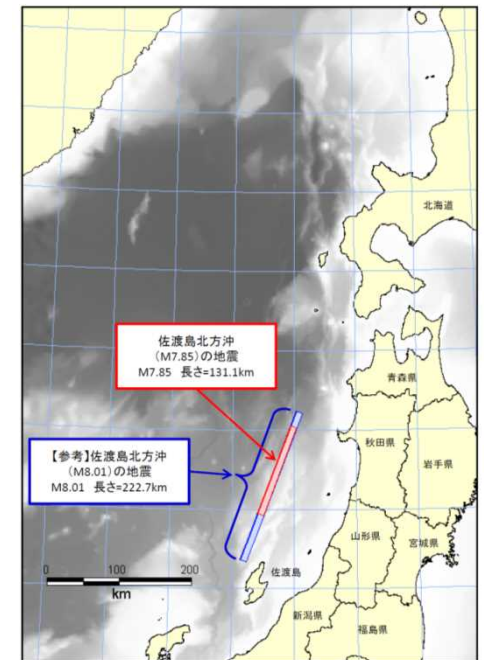 北海道
佐渡島北方沖
（M7.85）の地震
M7.85 長さ=131.1km
青森県
【参考】佐渡島北方沖
（M8.01）の地震
M8.01 長さ=222.7km
秋田県
岩手県
山形県
宮城県
佐渡島
0 100 200
km
新潟県
福島県